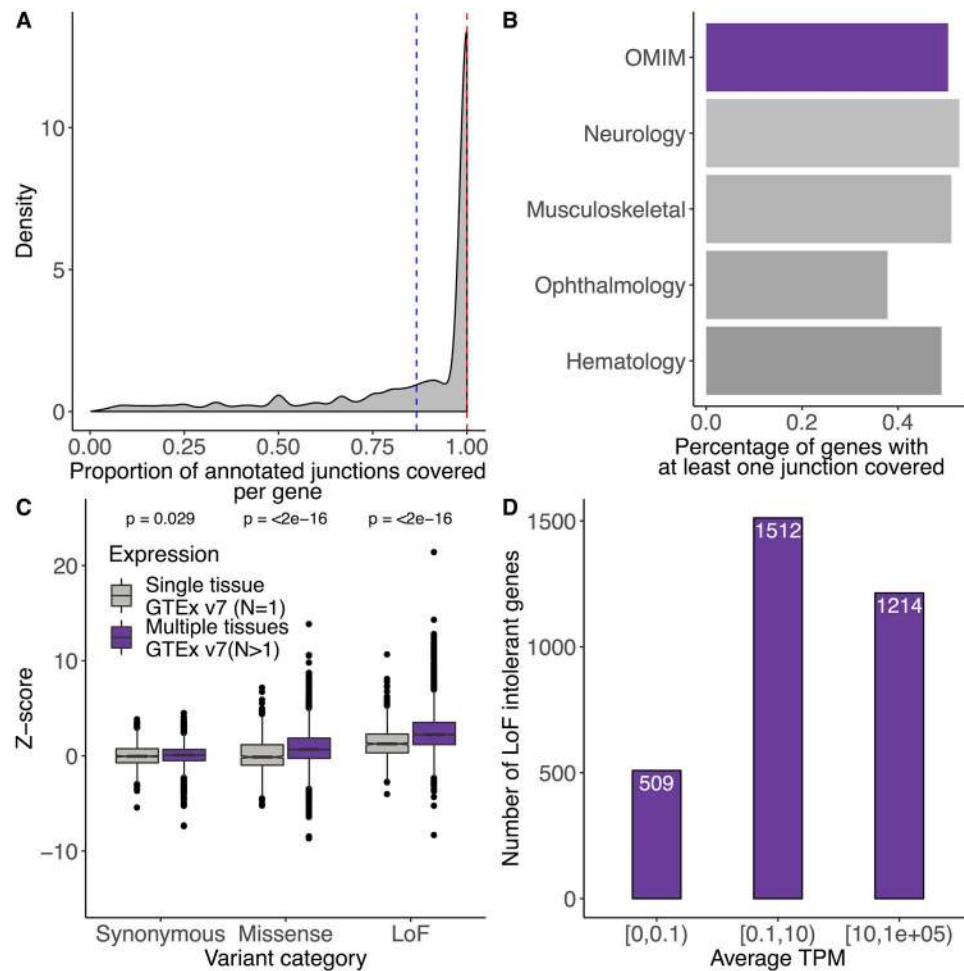 A
Density
10
5
0
0.00 0.25 0.50 0.75 1.00
Proportion of annotated junctions covered
per gene
B
OMIM
Neurology
Musculoskeletal
Ophthalmology
Hematology
0.0 0.4
Percentage of genes with
at least one junction covered
C
p = 0.029 p = <2e−16 p = <2e−16
Expression
Single tissue
GTEx v7 (N=1)
Multiple tissues
GTEx v7(N>1)
Z−score
20
10
0
−10
Synonymous Missense LoF
Variant category
D
Number of LoF intolerant genes
1500
1000
500
0
509
1512
1214
[0,0.1) [0.1,10) [10,1e+05)
Average TPM